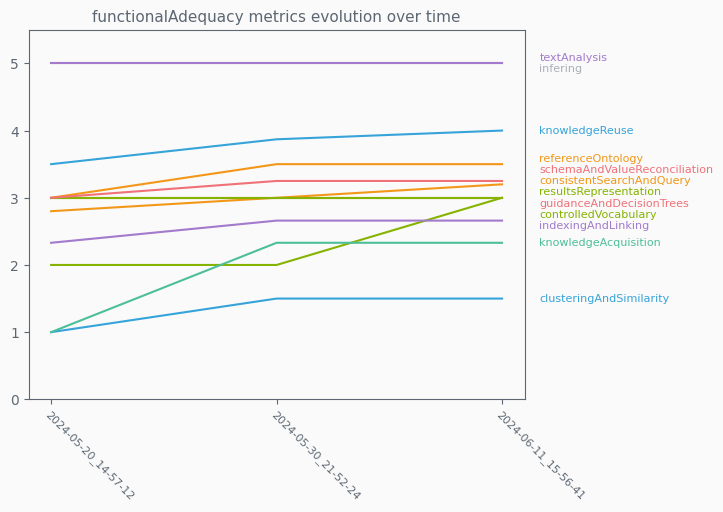 functionalAdequacy metrics evolution over time
5
4
3
2
1
0
textAnalysis
infering
knowledgeReuse
referenceOntology
schemaAndValueReconciliation
consistentSearchAndQuery
resultsRepresentation
guidanceAndDecisionTrees
controlledVocabulary
indexingAndLinking
knowledgeAcquisition
clusteringAndSimilarity
2024-05-20_14-57-12
2024-05-30_21-52-24
2024-06-11_15-56-41